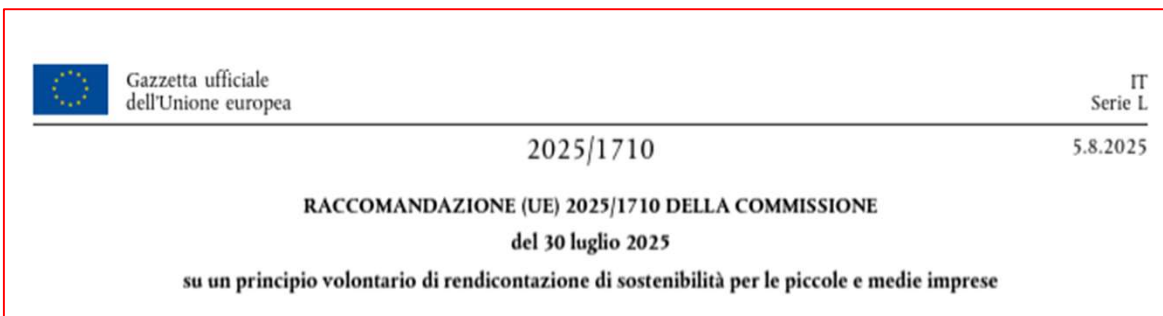 Gazzetta ufficiale
dell'Unione europea
IT
Serie L
2025/1710
5.8.2025
RACCOMANDAZIONE (UE) 2025/1710 DELLA COMMISSIONE
del 30 luglio 2025
su un principio volontario di rendicontazione di sostenibilità per le piccole e medie imprese